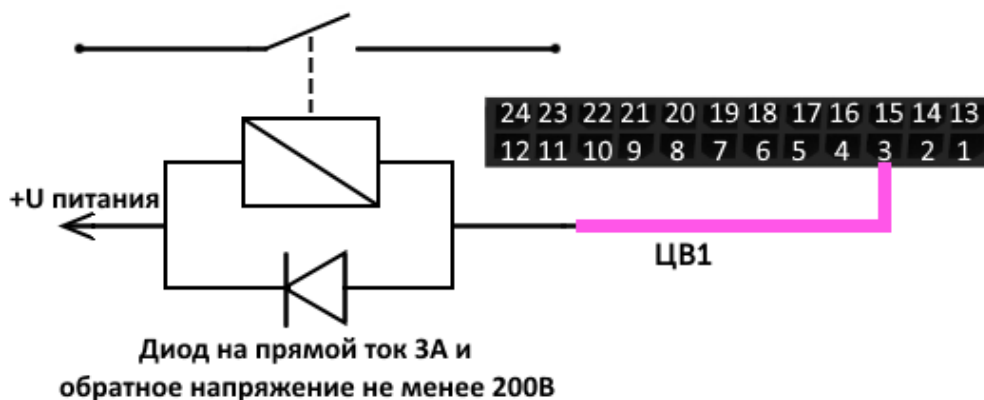 24 23 22 21 20 19 18 17 16 15 14 13
12 11 10 9 8 7 6 5 4 3 2 1
+U питания
ЦВ1
Диод на прямой ток 3А и
обратное напряжение не менее 200В